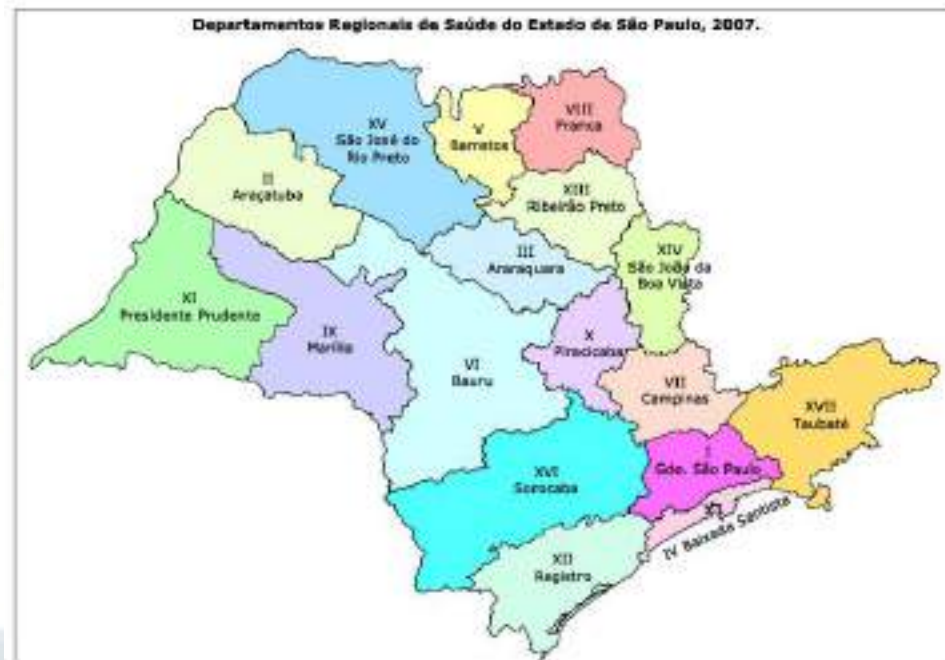 Departamentos Regionais de Saúde do Estado de São Paulo, 2007.
XV
São José do
Rio Preto
V
Barretos
VIII
Franca
II
Araçatuba
XIII
Ribeirão Preto
III
Araraquara
XIV
São João da
Boa Vista
XI
Presidente Prudente
IX
Marília
X
Piracicaba
VI
Bauru
VII
Campinas
XVII
Taubaté
I
Gde. São Paulo
XVI
Sorocaba
IV Baixada Santista
XII
Registro